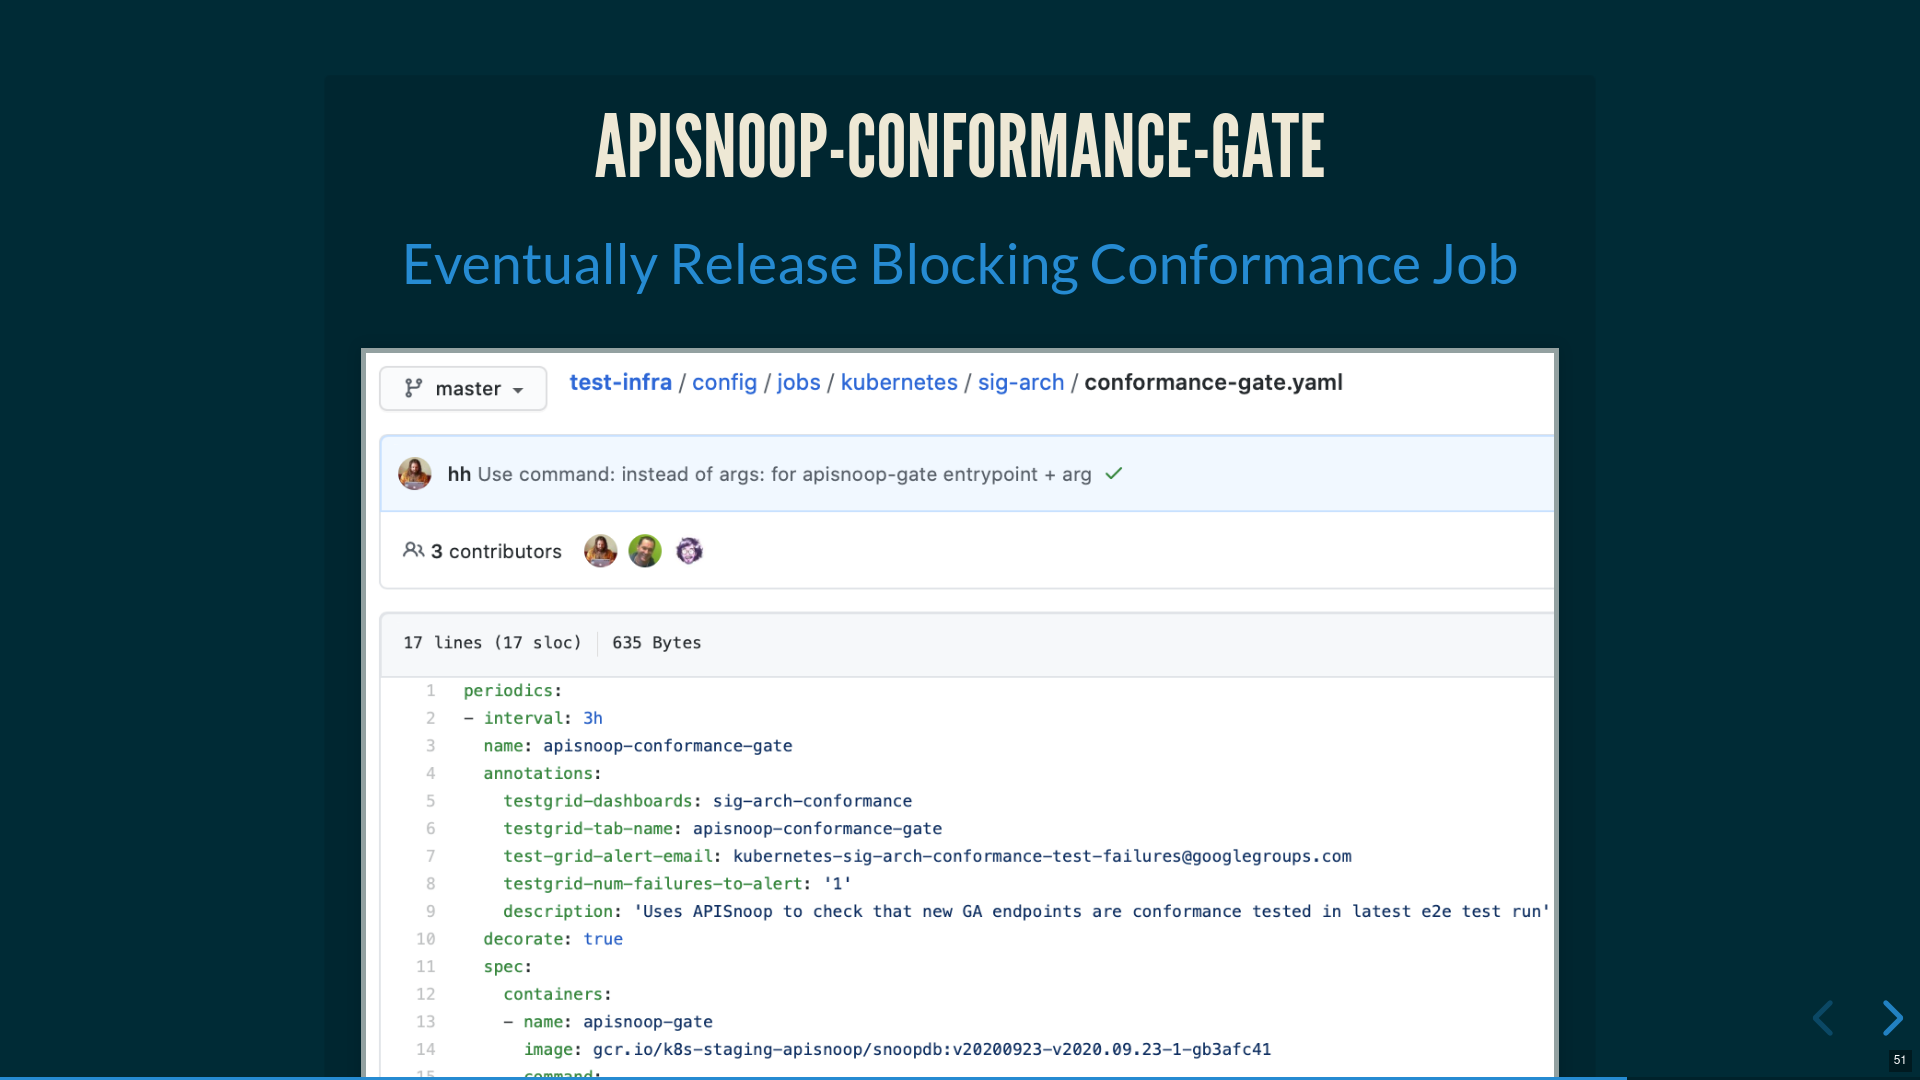 APISNOOP-CONFORMANCE-GATE
Eventually Release Blocking Conformance Job
master
test-infra / config / jobs / kubernetes / sig-arch / conformance-gate.yaml
hh Use command: instead of args: for apisnoop-gate entrypoint + arg
3 contributors
17 lines (17 sloc) 635 Bytes
1 periodics:
2 - interval: 3h
3 name: apisnoop-conformance-gate
4 annotations:
5 testgrid-dashboards: sig-arch-conformance
6 testgrid-tab-name: apisnoop-conformance-gate
7 test-grid-alert-email: kubernetes-sig-arch-conformance-test-failures@googlegroups.com
8 testgrid-num-failures-to-alert: '1'
9 description: 'Uses APISnoop to check that new GA endpoints are conformance tested in latest e2e test run'
10 decorate: true
11 spec:
12 containers:
13 - name: apisnoop-gate
14 image: gcr.io/k8s-staging-apisnoop/snoopdb:v20200923-v2020.09.23-1-gb3afc41
15 command:
51